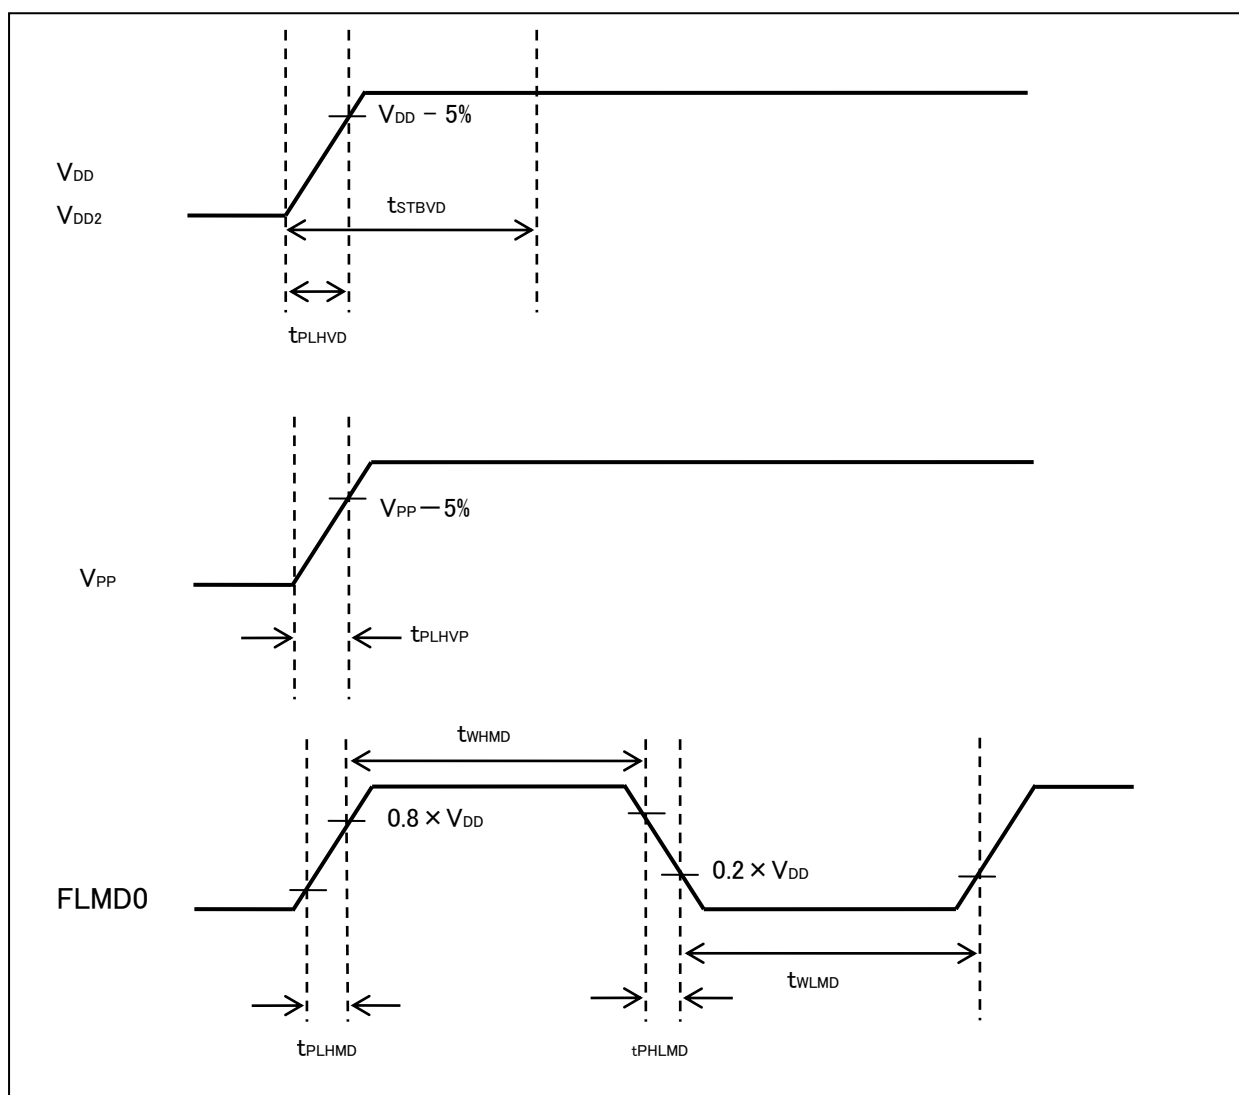 VDD − 5%
VDD
tSTBVD
VDD2
tPLHVD
VPP − 5%
VPP
tPLHVP
tWHMD
0.8 × VDD
0.2 × VDD
FLMD0
tWLMD
tPLHMD
tPHLMD